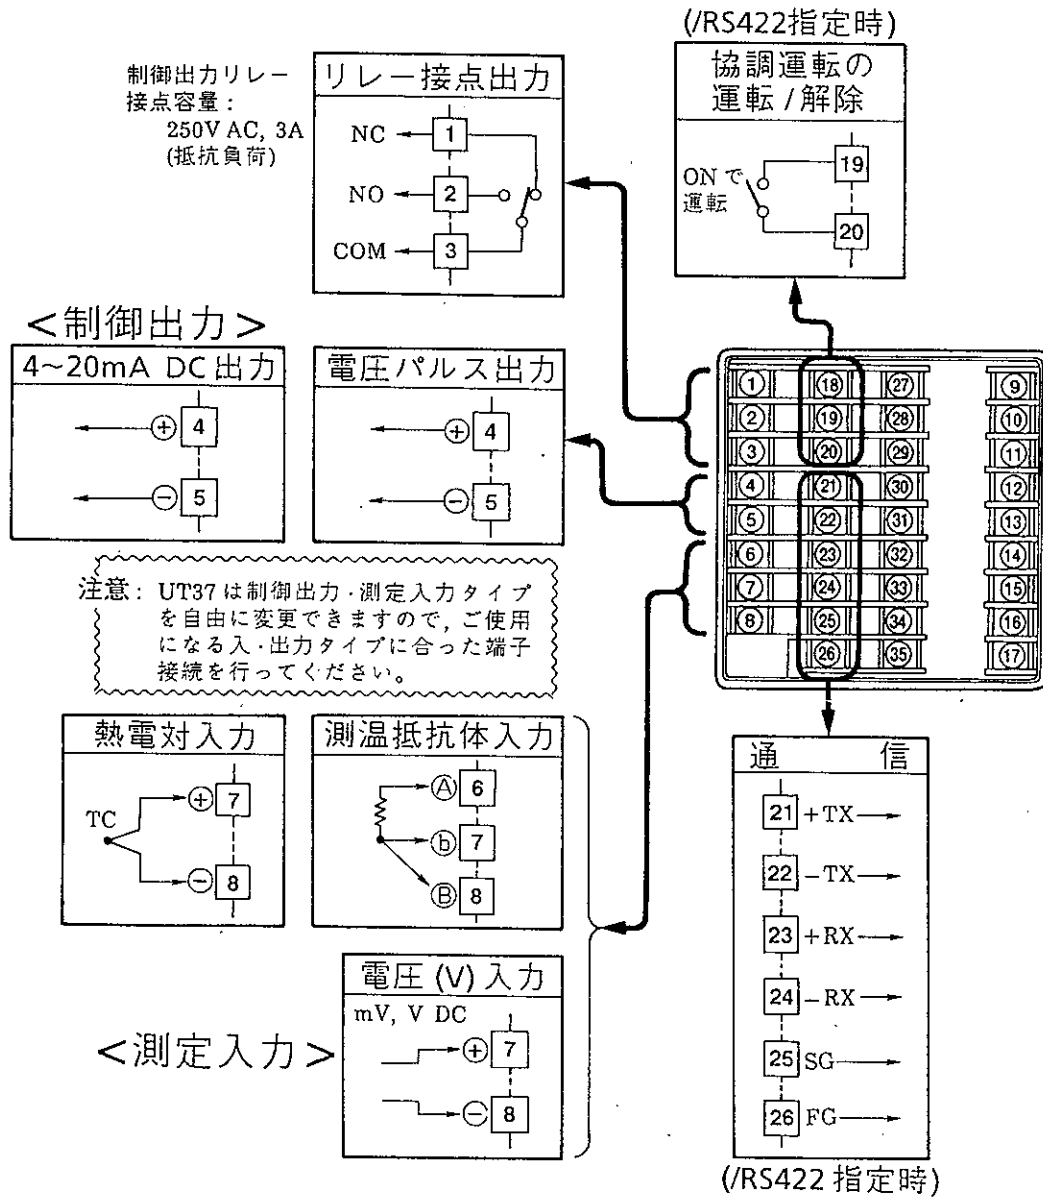 (/RS422指定時)
制御出力リレー
接点容量：
250V AC, 3A
(抵抗負荷)
リレー接点出力
NC 1
NO 2
COM 3
協調運転の
運転/解除
ONで
運転
19
20
<制御出力>
4~20mA DC 出力
+ 4
− 5
電圧パルス出力
+ 4
− 5
1 18 27 9
2 19 28 10
3 20 29 11
4 21 30 12
5 22 31 13
6 23 32 14
7 24 33 15
8 25 34 16
26 35 17
注意： UT37は制御出力・測定入力タイプ
を自由に変更できますので, ご使用
になる入・出力タイプに合った端子
接続を行ってください。
熱電対入力
TC
+ 7
− 8
測温抵抗体入力
A 6
b 7
B 8
電圧 (V) 入力
mV, V DC
+ 7
− 8
<測定入力>
通 信
21 +TX
22 −TX
23 +RX
24 −RX
25 SG
26 FG
(/RS422 指定時)